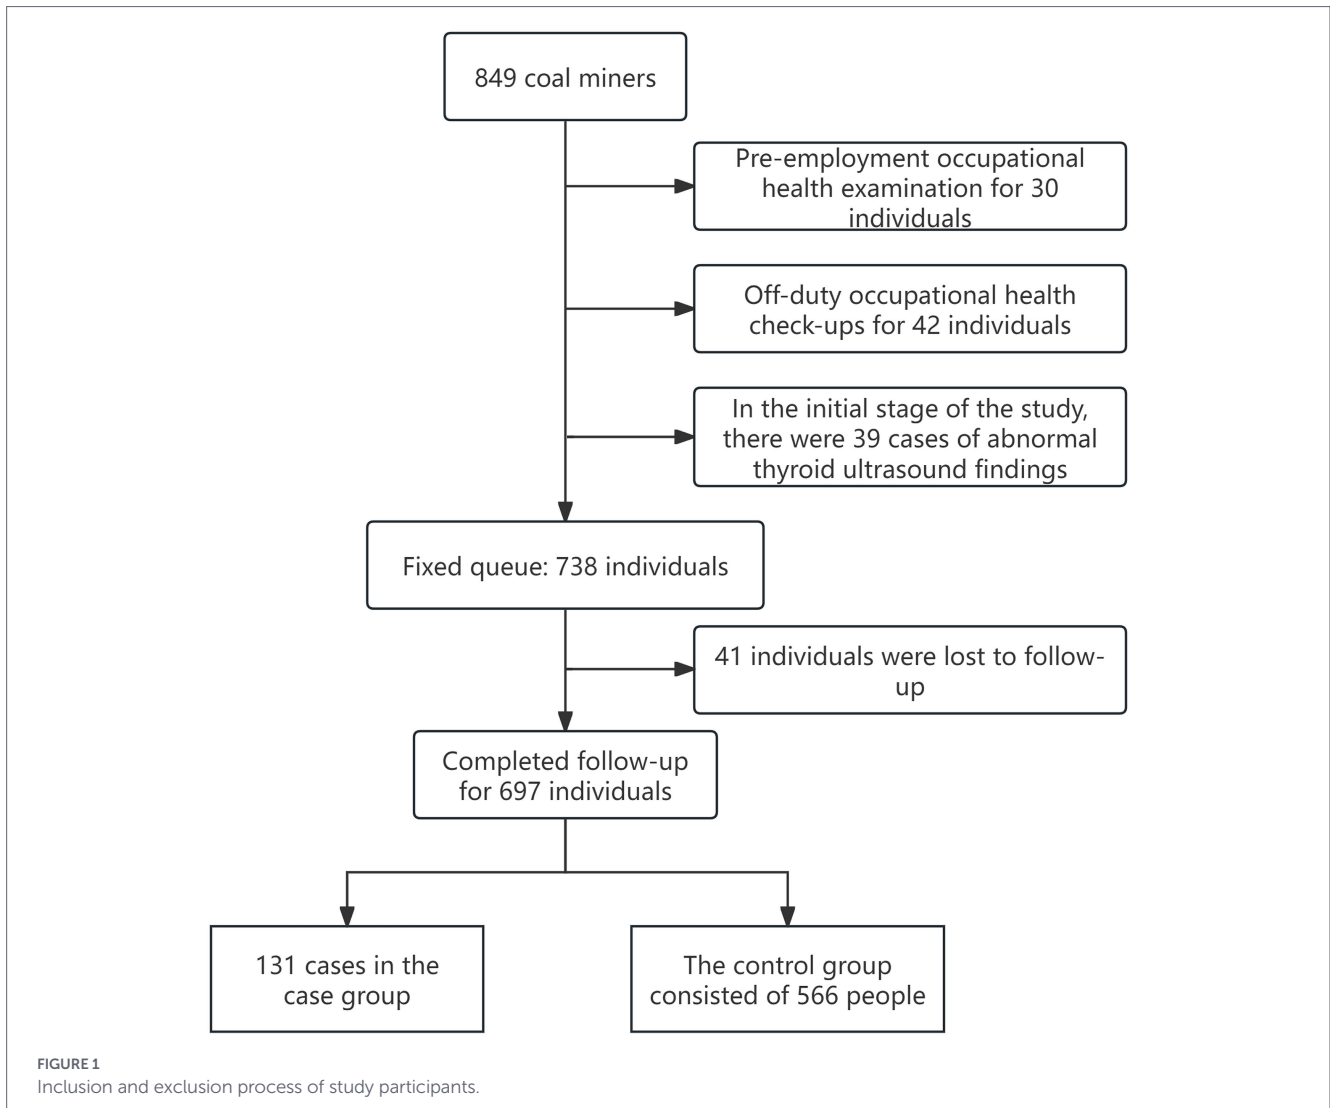 849 coal miners
Pre-employment occupational
health examination for 30
individuals
Off-duty occupational health
check-ups for 42 individuals
In the initial stage of the study,
there were 39 cases of abnormal
thyroid ultrasound findings
Fixed queue: 738 individuals
41 individuals were lost to follow-
up
Completed follow-up
for 697 individuals
131 cases in the
case group
The control group
consisted of 566 people
FIGURE 1
Inclusion and exclusion process of study participants.